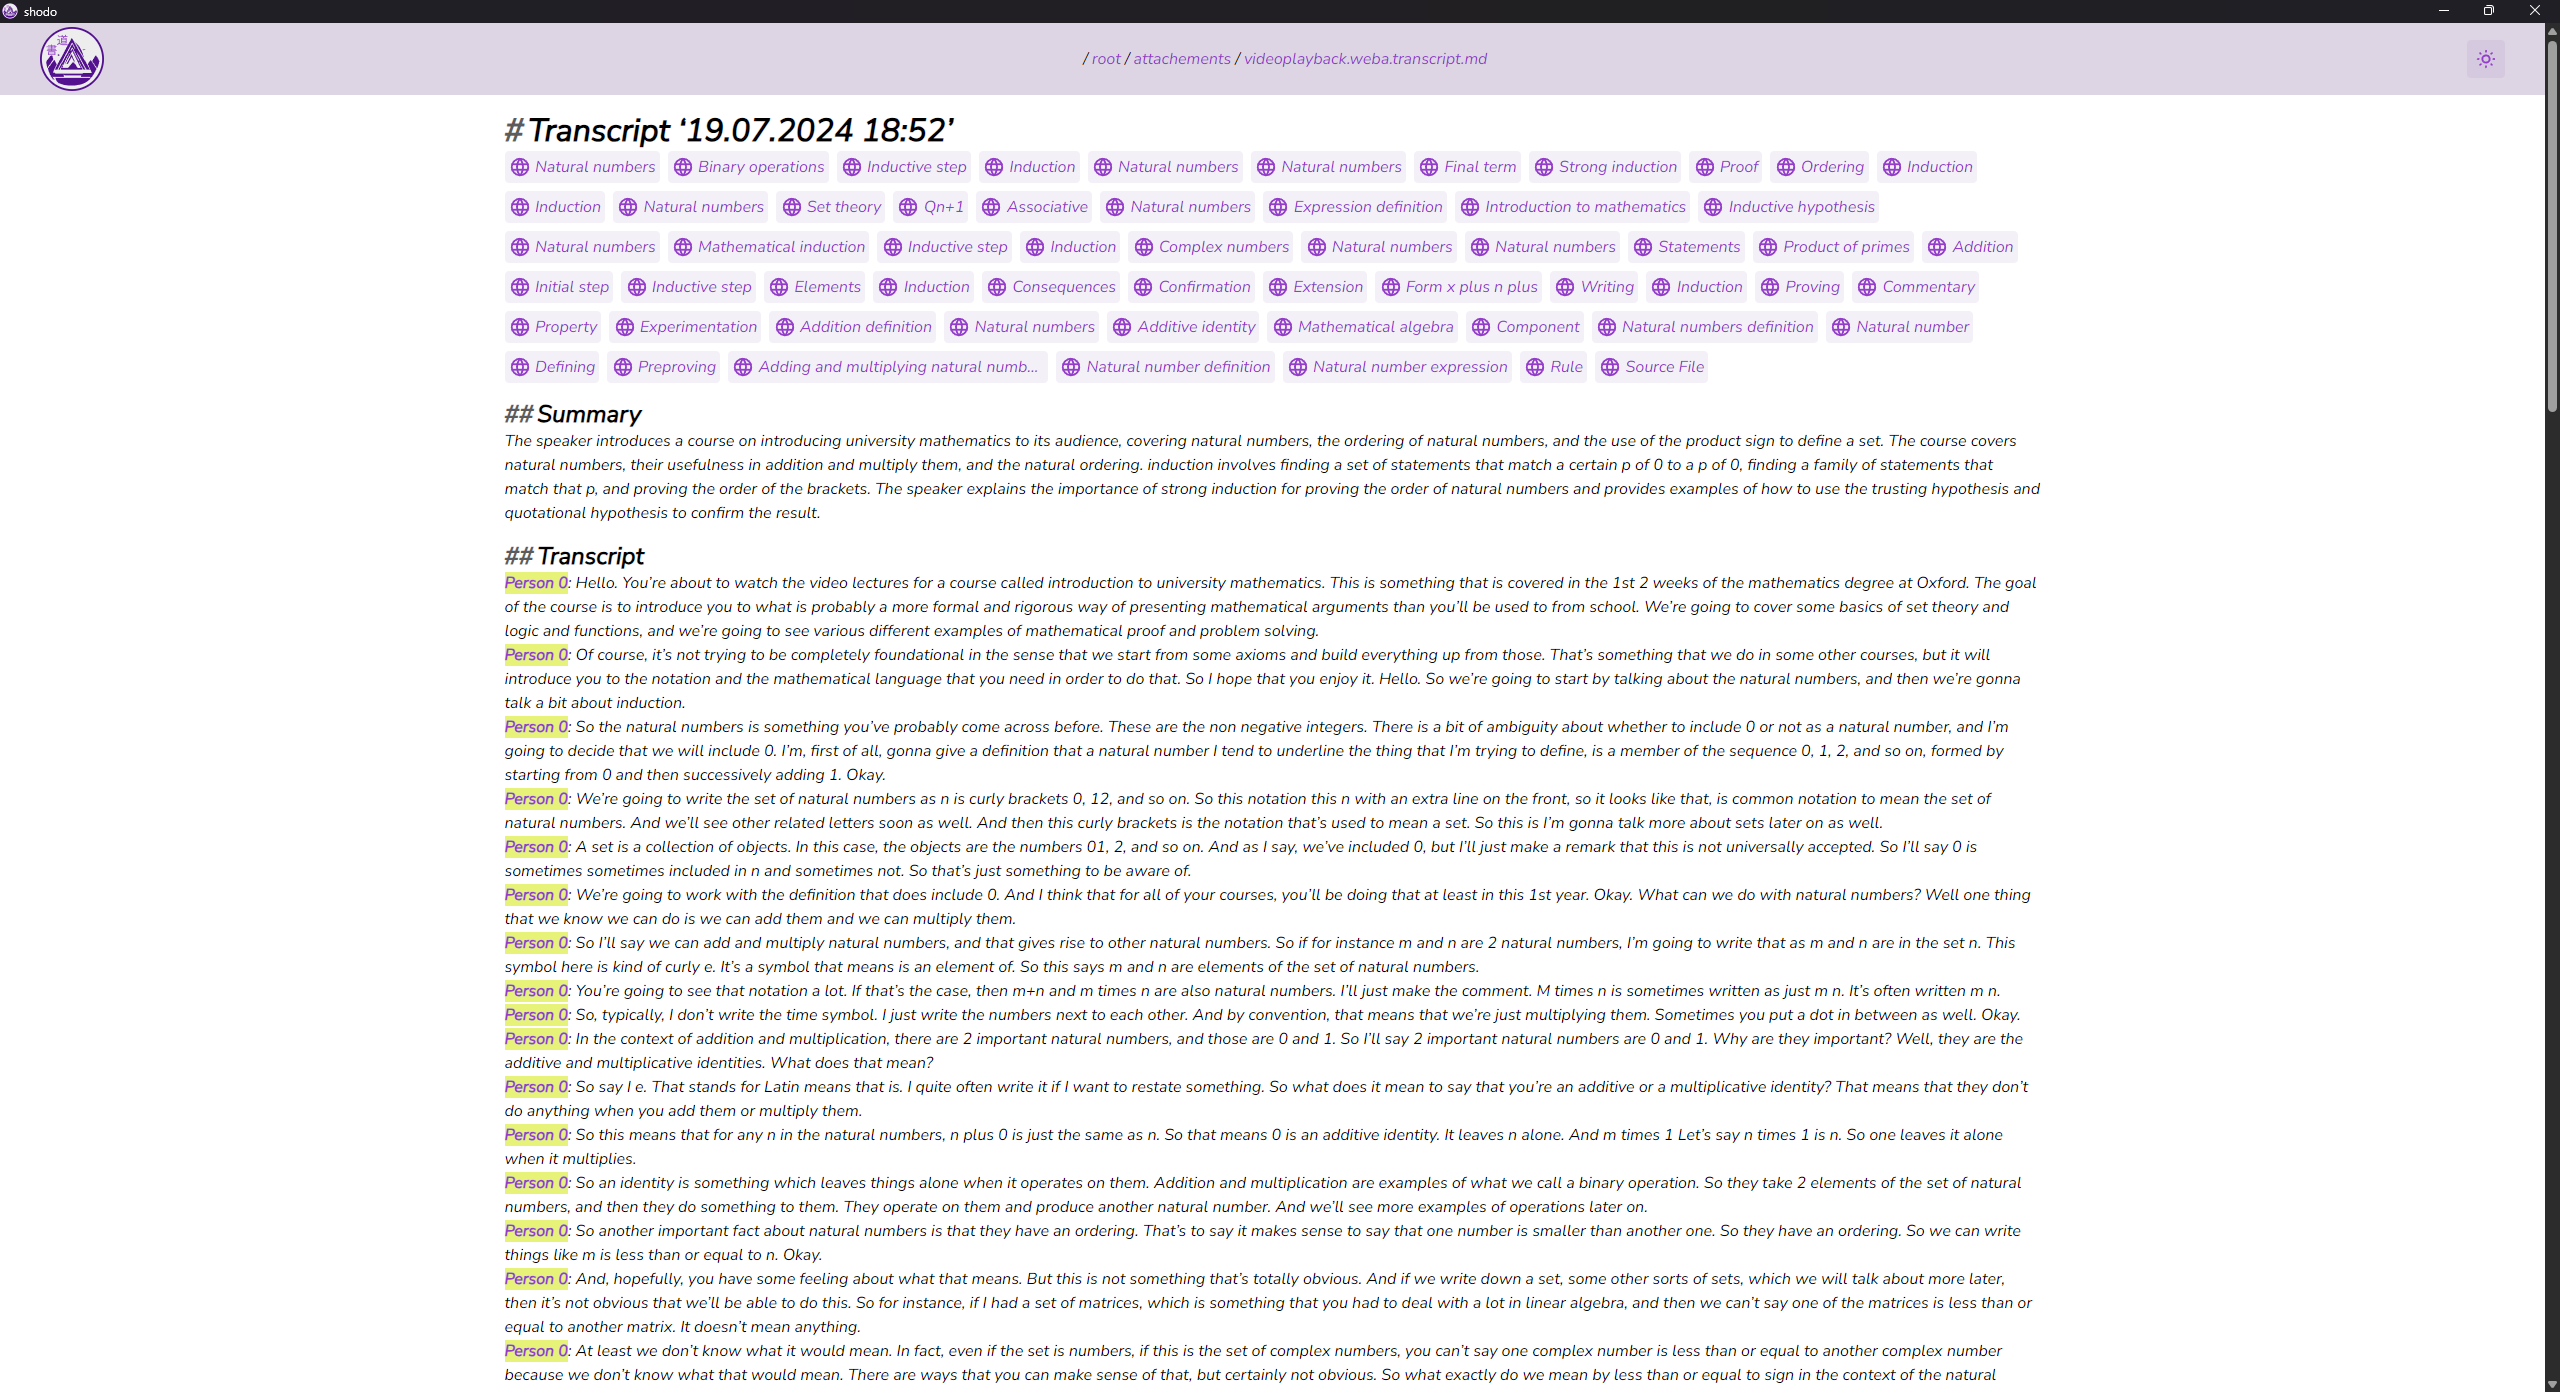 shodo
書道
/ root / attachements / videoplayback.weba.transcript.md
# Transcript ‘19.07.2024 18:52’
Natural numbers Binary operations Inductive step Induction Natural numbers Natural numbers Final term Strong induction Proof Ordering Induction
Induction Natural numbers Set theory Qn+1 Associative Natural numbers Expression definition Introduction to mathematics Inductive hypothesis
Natural numbers Mathematical induction Inductive step Induction Complex numbers Natural numbers Natural numbers Statements Product of primes Addition
Initial step Inductive step Elements Induction Consequences Confirmation Extension Form x plus n plus Writing Induction Proving Commentary
Property Experimentation Addition definition Natural numbers Additive identity Mathematical algebra Component Natural numbers definition Natural number
Defining Preproving Adding and multiplying natural numb... Natural number definition Natural number expression Rule Source File
## Summary
The speaker introduces a course on introducing university mathematics to its audience, covering natural numbers, the ordering of natural numbers, and the use of the product sign to define a set. The course covers
natural numbers, their usefulness in addition and multiply them, and the natural ordering. induction involves finding a set of statements that match a certain p of 0 to a p of 0, finding a family of statements that
match that p, and proving the order of the brackets. The speaker explains the importance of strong induction for proving the order of natural numbers and provides examples of how to use the trusting hypothesis and
quotational hypothesis to confirm the result.
## Transcript
Person 0: Hello. You’re about to watch the video lectures for a course called introduction to university mathematics. This is something that is covered in the 1st 2 weeks of the mathematics degree at Oxford. The goal
of the course is to introduce you to what is probably a more formal and rigorous way of presenting mathematical arguments than you’ll be used to from school. We’re going to cover some basics of set theory and
logic and functions, and we’re going to see various different examples of mathematical proof and problem solving.
Person 0: Of course, it’s not trying to be completely foundational in the sense that we start from some axioms and build everything up from those. That’s something that we do in some other courses, but it will
introduce you to the notation and the mathematical language that you need in order to do that. So I hope that you enjoy it. Hello. So we’re going to start by talking about the natural numbers, and then we’re gonna
talk a bit about induction.
Person 0: So the natural numbers is something you’ve probably come across before. These are the non negative integers. There is a bit of ambiguity about whether to include 0 or not as a natural number, and I’m
going to decide that we will include 0. I’m, first of all, gonna give a definition that a natural number I tend to underline the thing that I’m trying to define, is a member of the sequence 0, 1, 2, and so on, formed by
starting from 0 and then successively adding 1. Okay.
Person 0: We’re going to write the set of natural numbers as n is curly brackets 0, 12, and so on. So this notation this n with an extra line on the front, so it looks like that, is common notation to mean the set of
natural numbers. And we’ll see other related letters soon as well. And then this curly brackets is the notation that’s used to mean a set. So this is I’m gonna talk more about sets later on as well.
Person 0: A set is a collection of objects. In this case, the objects are the numbers 01, 2, and so on. And as I say, we’ve included 0, but I’ll just make a remark that this is not universally accepted. So I’ll say 0 is
sometimes sometimes included in n and sometimes not. So that’s just something to be aware of.
Person 0: We’re going to work with the definition that does include 0. And I think that for all of your courses, you’ll be doing that at least in this 1st year. Okay. What can we do with natural numbers? Well one thing
that we know we can do is we can add them and we can multiply them.
Person 0: So I’ll say we can add and multiply natural numbers, and that gives rise to other natural numbers. So if for instance m and n are 2 natural numbers, I’m going to write that as m and n are in the set n. This
symbol here is kind of curly e. It’s a symbol that means is an element of. So this says m and n are elements of the set of natural numbers.
Person 0: You’re going to see that notation a lot. If that’s the case, then m+n and m times n are also natural numbers. I’ll just make the comment. M times n is sometimes written as just m n. It’s often written m n.
Person 0: So, typically, I don’t write the time symbol. I just write the numbers next to each other. And by convention, that means that we’re just multiplying them. Sometimes you put a dot in between as well. Okay.
Person 0: In the context of addition and multiplication, there are 2 important natural numbers, and those are 0 and 1. So I’ll say 2 important natural numbers are 0 and 1. Why are they important? Well, they are the
additive and multiplicative identities. What does that mean?
Person 0: So say I e. That stands for Latin means that is. I quite often write it if I want to restate something. So what does it mean to say that you’re an additive or a multiplicative identity? That means that they don’t
do anything when you add them or multiply them.
Person 0: So this means that for any n in the natural numbers, n plus 0 is just the same as n. So that means 0 is an additive identity. It leaves n alone. And m times 1 Let’s say n times 1 is n. So one leaves it alone
when it multiplies.
Person 0: So an identity is something which leaves things alone when it operates on them. Addition and multiplication are examples of what we call a binary operation. So they take 2 elements of the set of natural
numbers, and then they do something to them. They operate on them and produce another natural number. And we’ll see more examples of operations later on.
Person 0: So another important fact about natural numbers is that they have an ordering. That’s to say it makes sense to say that one number is smaller than another one. So they have an ordering. So we can write
things like m is less than or equal to n. Okay.
Person 0: And, hopefully, you have some feeling about what that means. But this is not something that’s totally obvious. And if we write down a set, some other sorts of sets, which we will talk about more later,
then it’s not obvious that we’ll be able to do this. So for instance, if I had a set of matrices, which is something that you had to deal with a lot in linear algebra, and then we can’t say one of the matrices is less than or
equal to another matrix. It doesn’t mean anything.
Person 0: At least we don’t know what it would mean. In fact, even if the set is numbers, if this is the set of complex numbers, you can’t say one complex number is less than or equal to another complex number
because we don’t know what that would mean. There are ways that you can make sense of that, but certainly not obvious. So what exactly do we mean by less than or equal to sign in the context of the natural